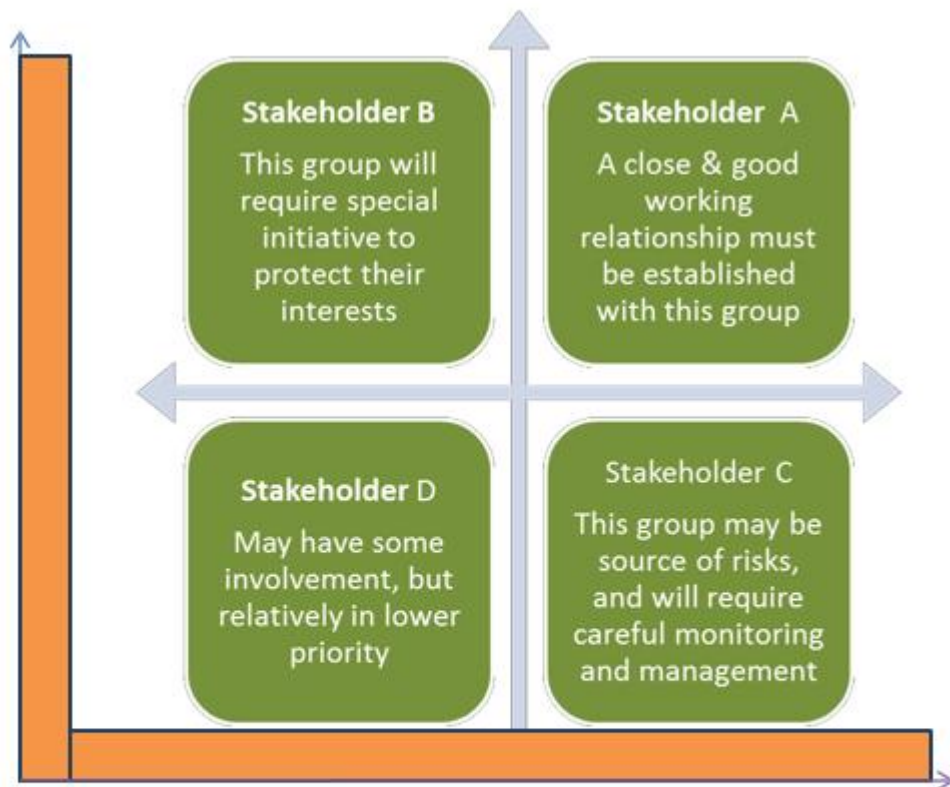 Stakeholder B
This group will
require special
initiative to
protect their
interests
Stakeholder A
A close & good
working
relationship must
be established
with this group
Stakeholder D
May have some
involvement, but
relatively in lower
priority
Stakeholder C
This group may be
source of risks,
and will require
careful monitoring
and management